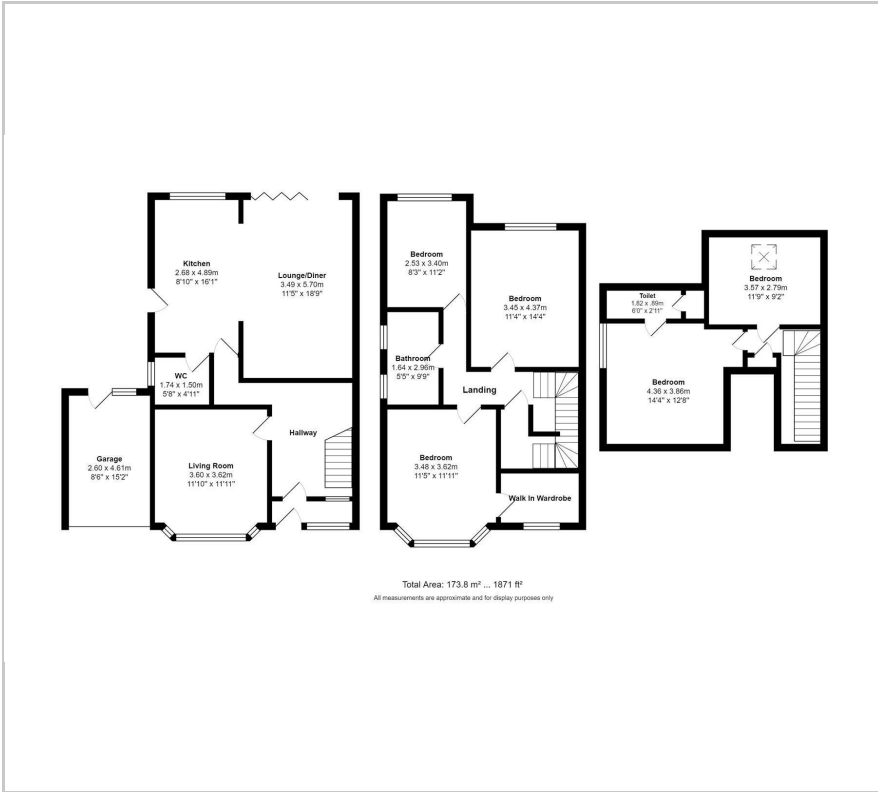 Kitchen
2.68 x 4.89m
8'10" x 16'1"
Lounge/Diner
3.49 x 5.70m
11'5" x 18'9"
WC
1.74 x 1.50m
5'8" x 4'11"
Garage
2.60 x 4.61m
8'6" x 15'2"
Living Room
3.60 x 3.62m
11'10" x 11'11"
Hallway
Bedroom
2.53 x 3.40m
8'3" x 11'2"
Bedroom
3.45 x 4.37m
11'4" x 14'4"
Bathroom
1.64 x 2.96m
5'5" x 9'9"
Landing
Bedroom
3.48 x 3.62m
11'5" x 11'11"
Walk In Wardrobe
Bedroom
3.57 x 2.79m
11'9" x 9'2"
Toilet
1.82 x .89m
6'0" x 2'11"
Bedroom
4.36 x 3.86m
14'4" x 12'8"
Total Area: 173.8 m² ... 1871 ft²
All measurements are approximate and for display purposes only